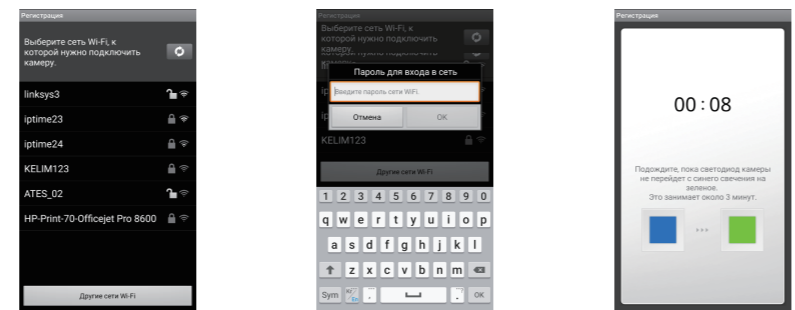 Регистрация
Выберите сеть Wi-Fi, к
которой нужно подключить
камеру.
linksys3
iptime23
iptime24
KELIM123
ATES_02
HP-Print-70-Officejet Pro 8600
Другие сети Wi-Fi
Регистрация
Выберите сеть Wi-Fi, к
которой нужно подключить
камеру.
Пароль для входа в сеть
Введите пароль сети WiFi.
Отмена
OK
KELIM123
Другие сети Wi-Fi
1 2 3 4 5 6 7 8 9 0
q w e r t y u i o p
a s d f g h j k l
z x c v b n m
Sym
OK
Регистрация
00 : 08
Подождите, пока светодиод камеры
не перейдет с синего свечения на
зеленое.
Это занимает около 3 минут.